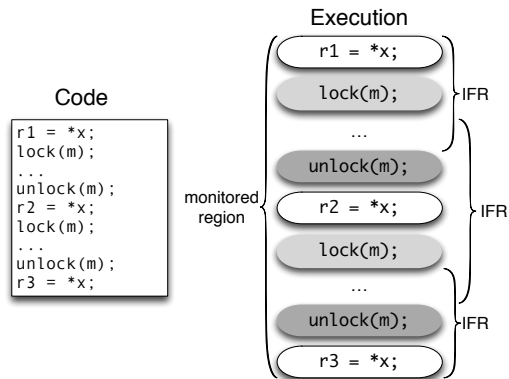 Code
r1 = *x;
lock(m);
...
unlock(m);
r2 = *x;
lock(m);
...
unlock(m);
r3 = *x;
Execution
r1 = *x;
lock(m);
...
unlock(m);
r2 = *x;
lock(m);
...
unlock(m);
r3 = *x;
monitored
region
IFR
IFR
IFR